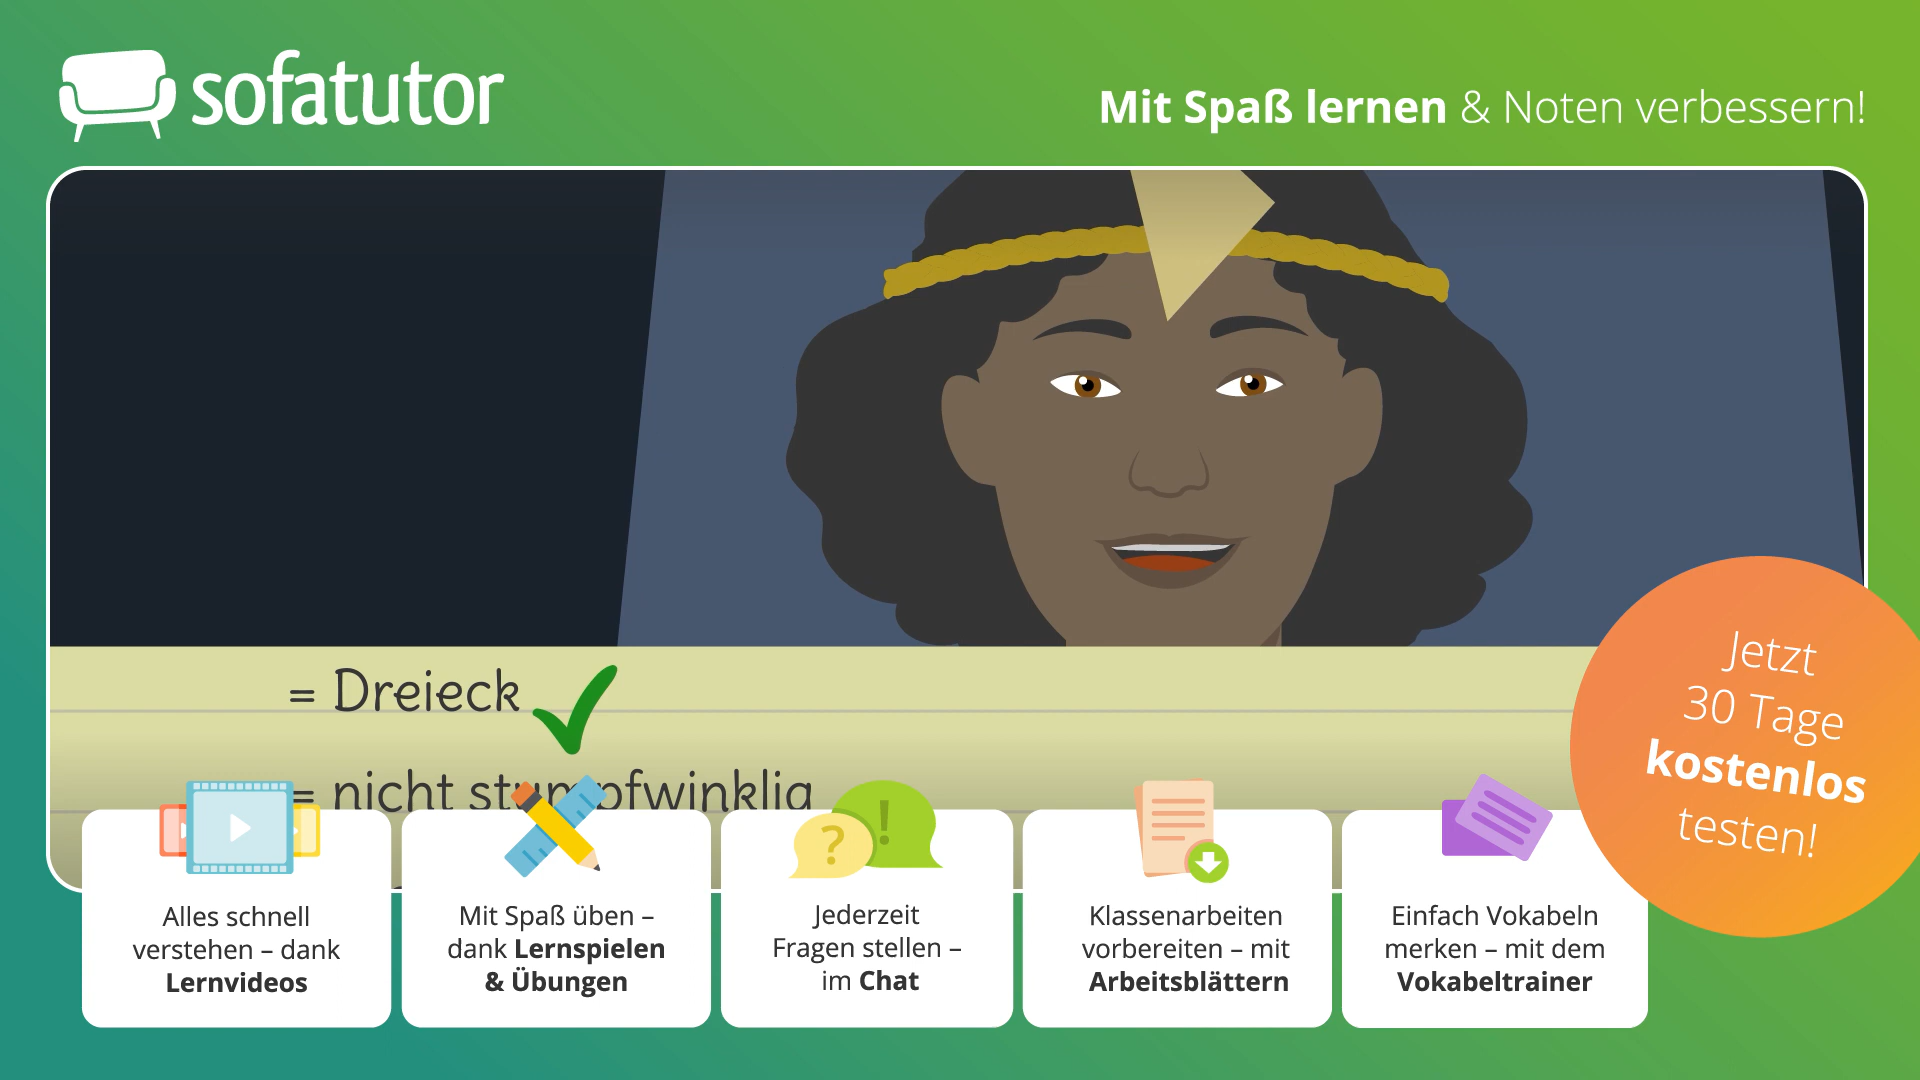 sofatutor
Mit Spaß lernen & Noten verbessern!
= Dreieck
= nicht stumpfwinklig
Jetzt
30 Tage
kostenlos
testen!
Alles schnell
verstehen – dank
Lernvideos
Mit Spaß üben –
dank Lernspielen
& Übungen
?
!
Jederzeit
Fragen stellen –
im Chat
Klassenarbeiten
vorbereiten – mit
Arbeitsblättern
Einfach Vokabeln
merken – mit dem
Vokabeltrainer